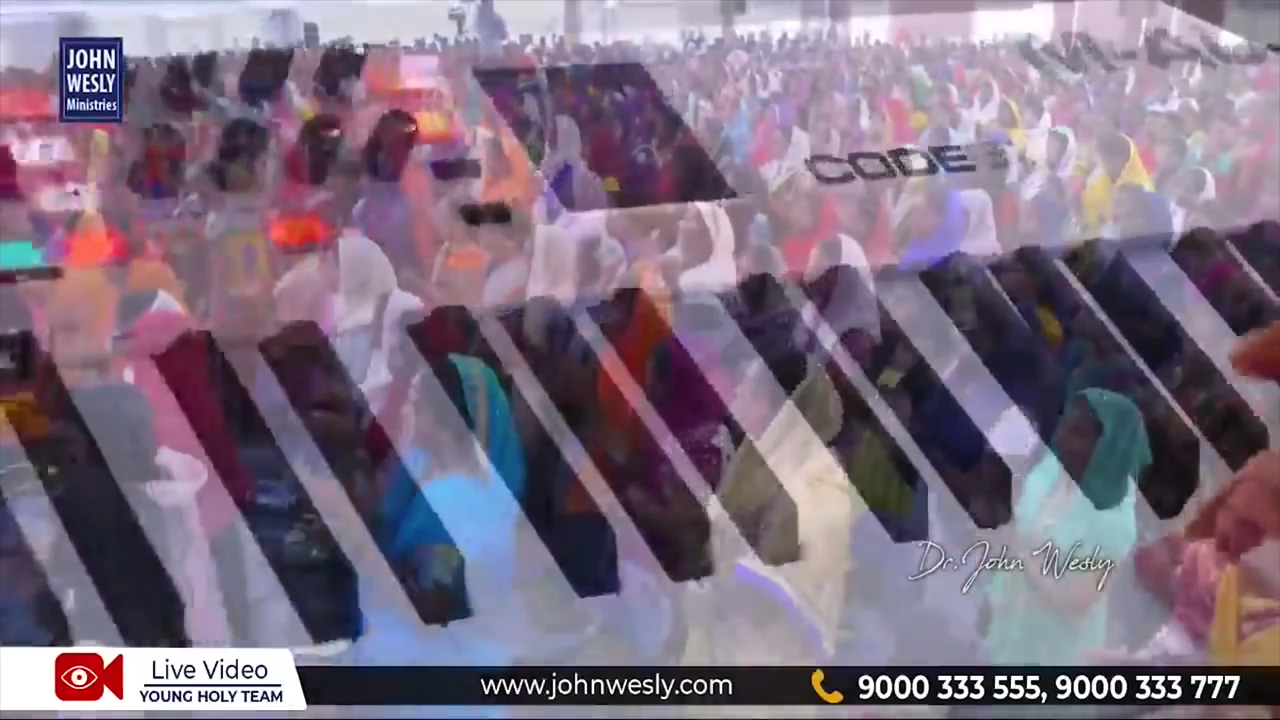 JOHN
WESLY
Ministries
CODE
Dr. John Wesly
Live Video
YOUNG HOLY TEAM
www.johnwesly.com
9000 333 555, 9000 333 777